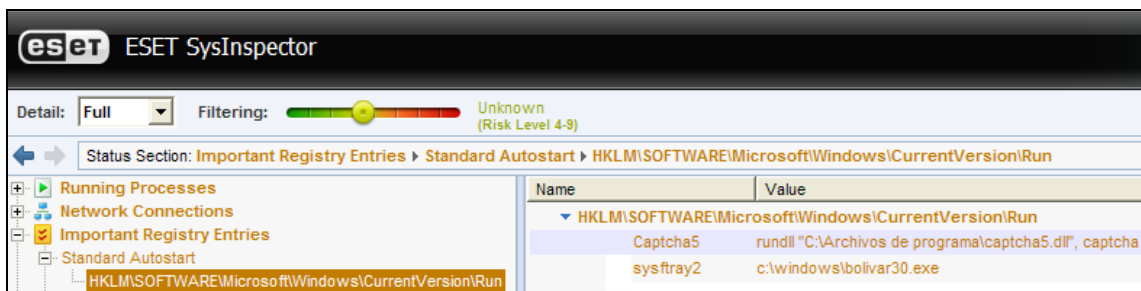 eset ESET SysInspector
Detail: Full Filtering: Unknown
(Risk Level 4-9)
Status Section: Important Registry Entries Standard Autostart HKLM\SOFTWARE\Microsoft\Windows\CurrentVersion\Run
Running Processes
Network Connections
Important Registry Entries
Standard Autostart
HKLM\SOFTWARE\Microsoft\Windows\CurrentVersion\Run
Name Value
HKLM\SOFTWARE\Microsoft\Windows\CurrentVersion\Run
Captcha5 rundll "C:\Archivos de programa\captcha5.dll", captcha
sysftray2 c:\windows\bolivar30.exe